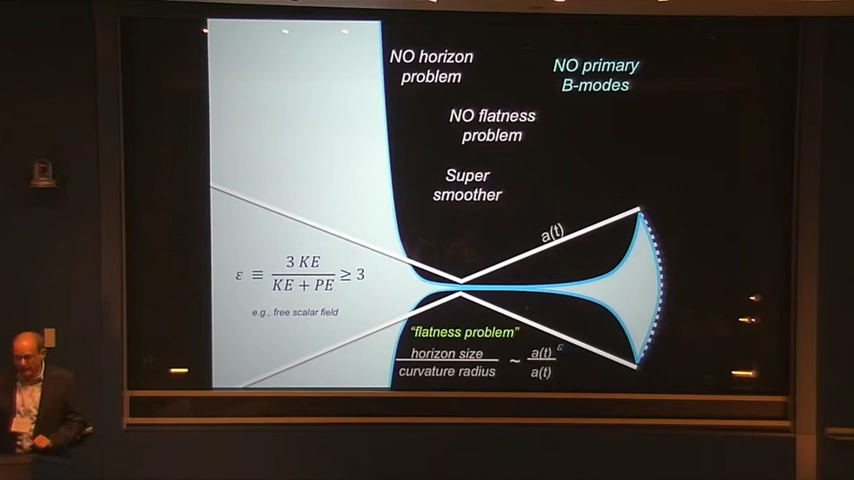 NO horizon
problem
NO primary
B-modes
NO flatness
problem
Super
smoother
a(t)
ε ≡ 3 KE / KE + PE ≥ 3
e.g., free scalar field
“flatness problem”
horizon size / curvature radius ~ a(t)^ε / a(t)